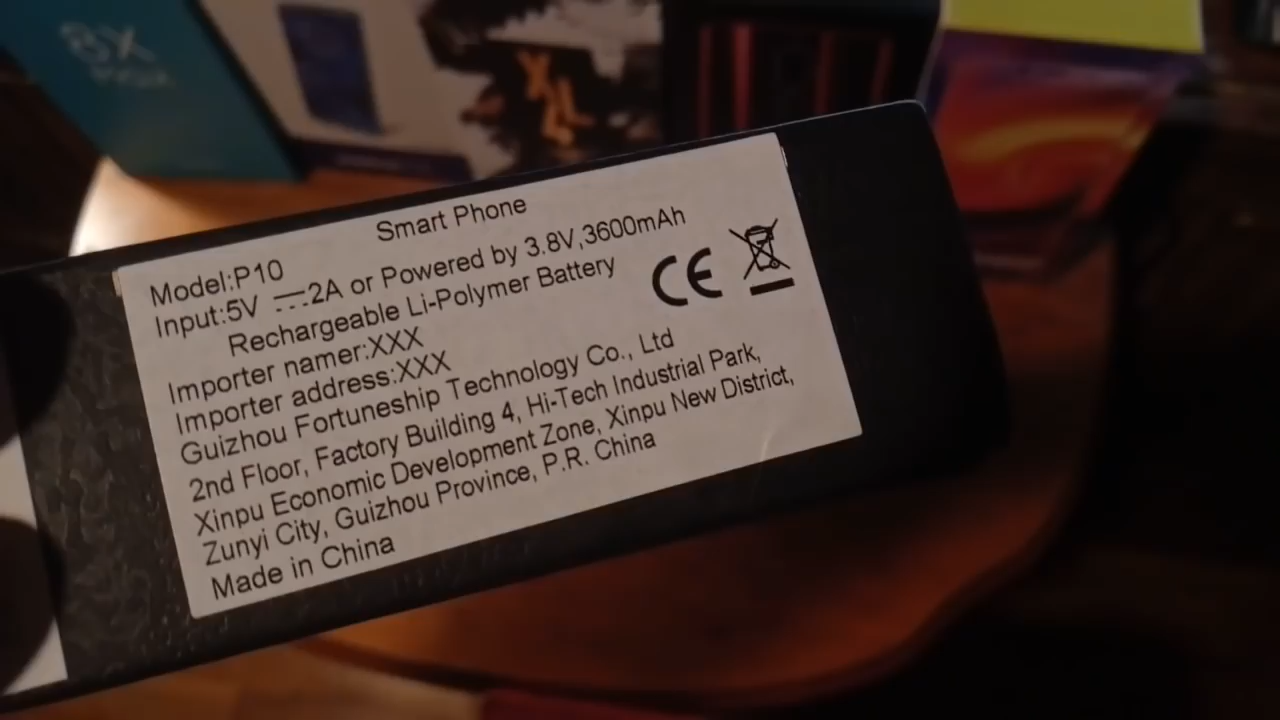 8X
Smart Phone
Model:P10
Input:5V ⎓2A or Powered by 3.8V,3600mAh
Rechargeable Li-Polymer Battery
CE
Importer namer:XXX
Importer address:XXX
Guizhou Fortuneship Technology Co., Ltd
2nd Floor, Factory Building 4, Hi-Tech Industrial Park,
Xinpu Economic Development Zone, Xinpu New District,
Zunyi City, Guizhou Province, P.R. China
Made in China